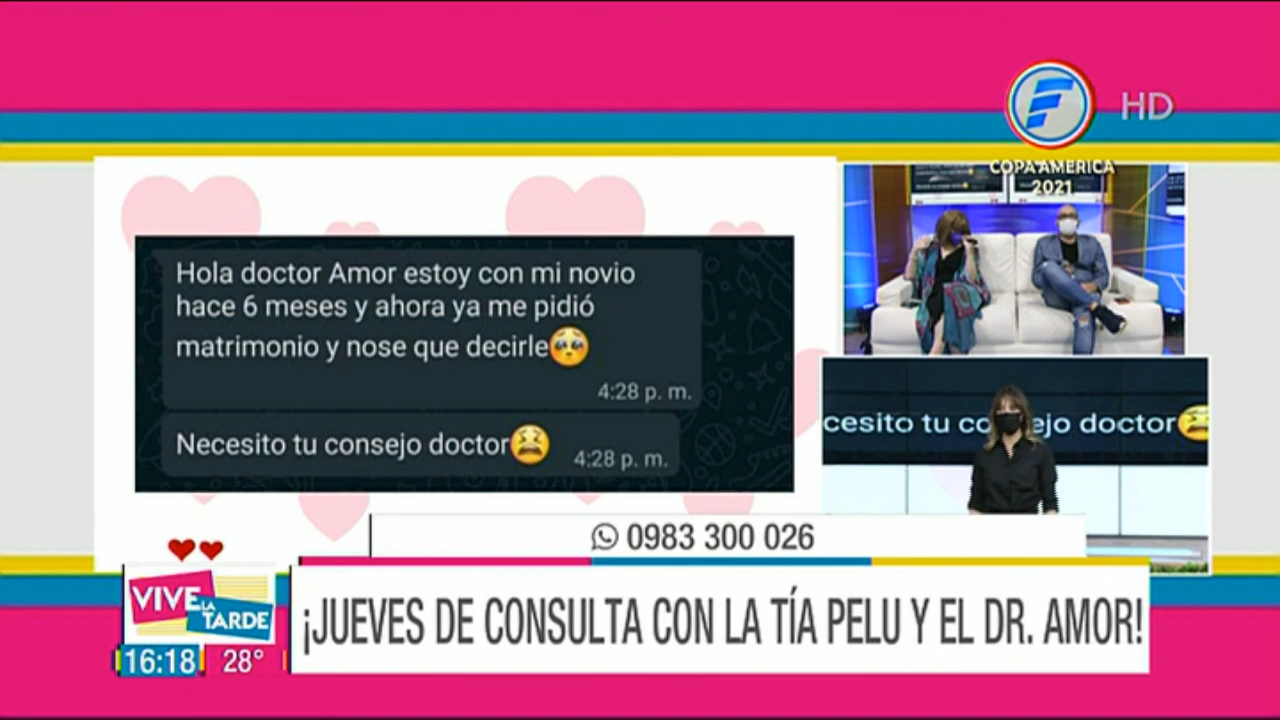 HD
COPA AMERICA
2021
Hola doctor Amor estoy con mi novio
hace 6 meses y ahora ya me pidió
matrimonio y nose que decirle🥺
4:28 p. m.
Necesito tu consejo doctor😫
4:28 p. m.
cesito tu co ejo doctor😫
0983 300 026
VIVE
LA
TARDE
¡JUEVES DE CONSULTA CON LA TÍA PELU Y EL DR. AMOR!
16:18
28°